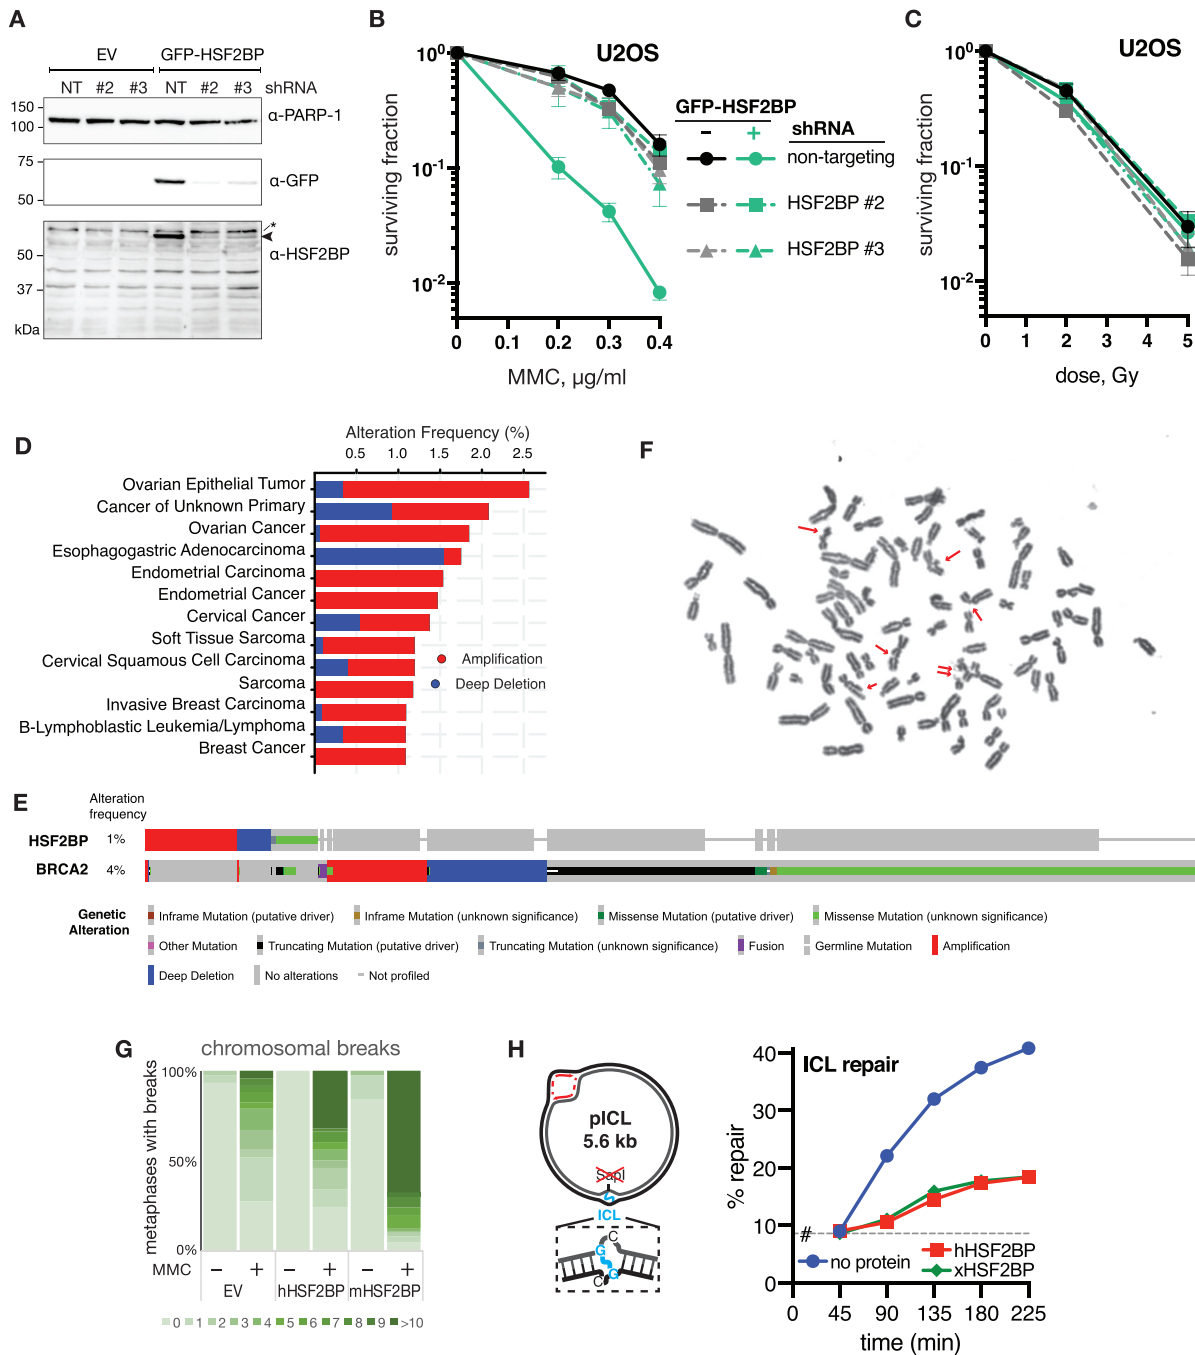 A
EV GFP-HSF2BP
NT #2 #3 NT #2 #3 shRNA
150
100
α-PARP-1
75
50
α-GFP
*
50
37
kDa
α-HSF2BP
B
U2OS
surviving fraction
10⁰
10⁻¹
10⁻²
0 0.1 0.2 0.3 0.4
MMC, µg/ml
GFP-HSF2BP
− + shRNA
non-targeting
HSF2BP #2
HSF2BP #3
C
U2OS
surviving fraction
10⁰
10⁻¹
10⁻²
0 1 2 3 4 5
dose, Gy
D
Alteration Frequency (%)
0.5 1.0 1.5 2.0 2.5
Ovarian Epithelial Tumor
Cancer of Unknown Primary
Ovarian Cancer
Esophagogastric Adenocarcinoma
Endometrial Carcinoma
Endometrial Cancer
Cervical Cancer
Soft Tissue Sarcoma
Cervical Squamous Cell Carcinoma
Sarcoma
Invasive Breast Carcinoma
B-Lymphoblastic Leukemia/Lymphoma
Breast Cancer
Amplification
Deep Deletion
F
E
Alteration
frequency
HSF2BP 1%
BRCA2 4%
Genetic
Alteration
Inframe Mutation (putative driver) Inframe Mutation (unknown significance) Missense Mutation (putative driver) Missense Mutation (unknown significance)
Other Mutation Truncating Mutation (putative driver) Truncating Mutation (unknown significance) Fusion Germline Mutation Amplification
Deep Deletion No alterations Not profiled
G
chromosomal breaks
metaphases with breaks
100%
50%
0%
MMC − + − + − +
EV hHSF2BP mHSF2BP
0 1 2 3 4 5 6 7 8 9 >10
H
pICL
5.6 kb
SapI
ICL
C
G
G
C
ICL repair
% repair
40
30
20
10
0
#
no protein
hHSF2BP
xHSF2BP
0 45 90 135 180 225
time (min)